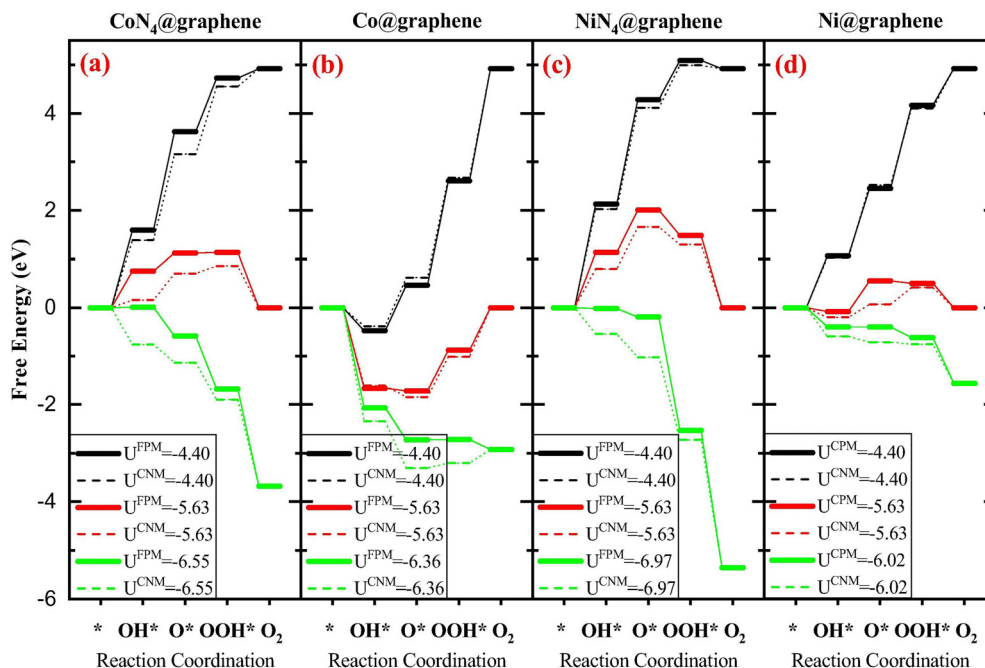 CoN₄@graphene Co@graphene NiN₄@graphene Ni@graphene
(a) (b) (c) (d)
Free Energy (eV)
4
2
0
-2
-4
-6
U^FPM=-4.40
U^CNM=-4.40
U^FPM=-5.63
U^CNM=-5.63
U^FPM=-6.55
U^CNM=-6.55
U^FPM=-4.40
U^CNM=-4.40
U^FPM=-5.63
U^CNM=-5.63
U^FPM=-6.36
U^CNM=-6.36
U^FPM=-4.40
U^CNM=-4.40
U^FPM=-5.63
U^CNM=-5.63
U^FPM=-6.97
U^CNM=-6.97
U^CPM=-4.40
U^CNM=-4.40
U^CPM=-5.63
U^CNM=-5.63
U^CPM=-6.02
U^CNM=-6.02
* OH* O* OOH* O₂ * OH* O* OOH* O₂ * OH* O* OOH* O₂ * OH* O* OOH* O₂
Reaction Coordination Reaction Coordination Reaction Coordination Reaction Coordination